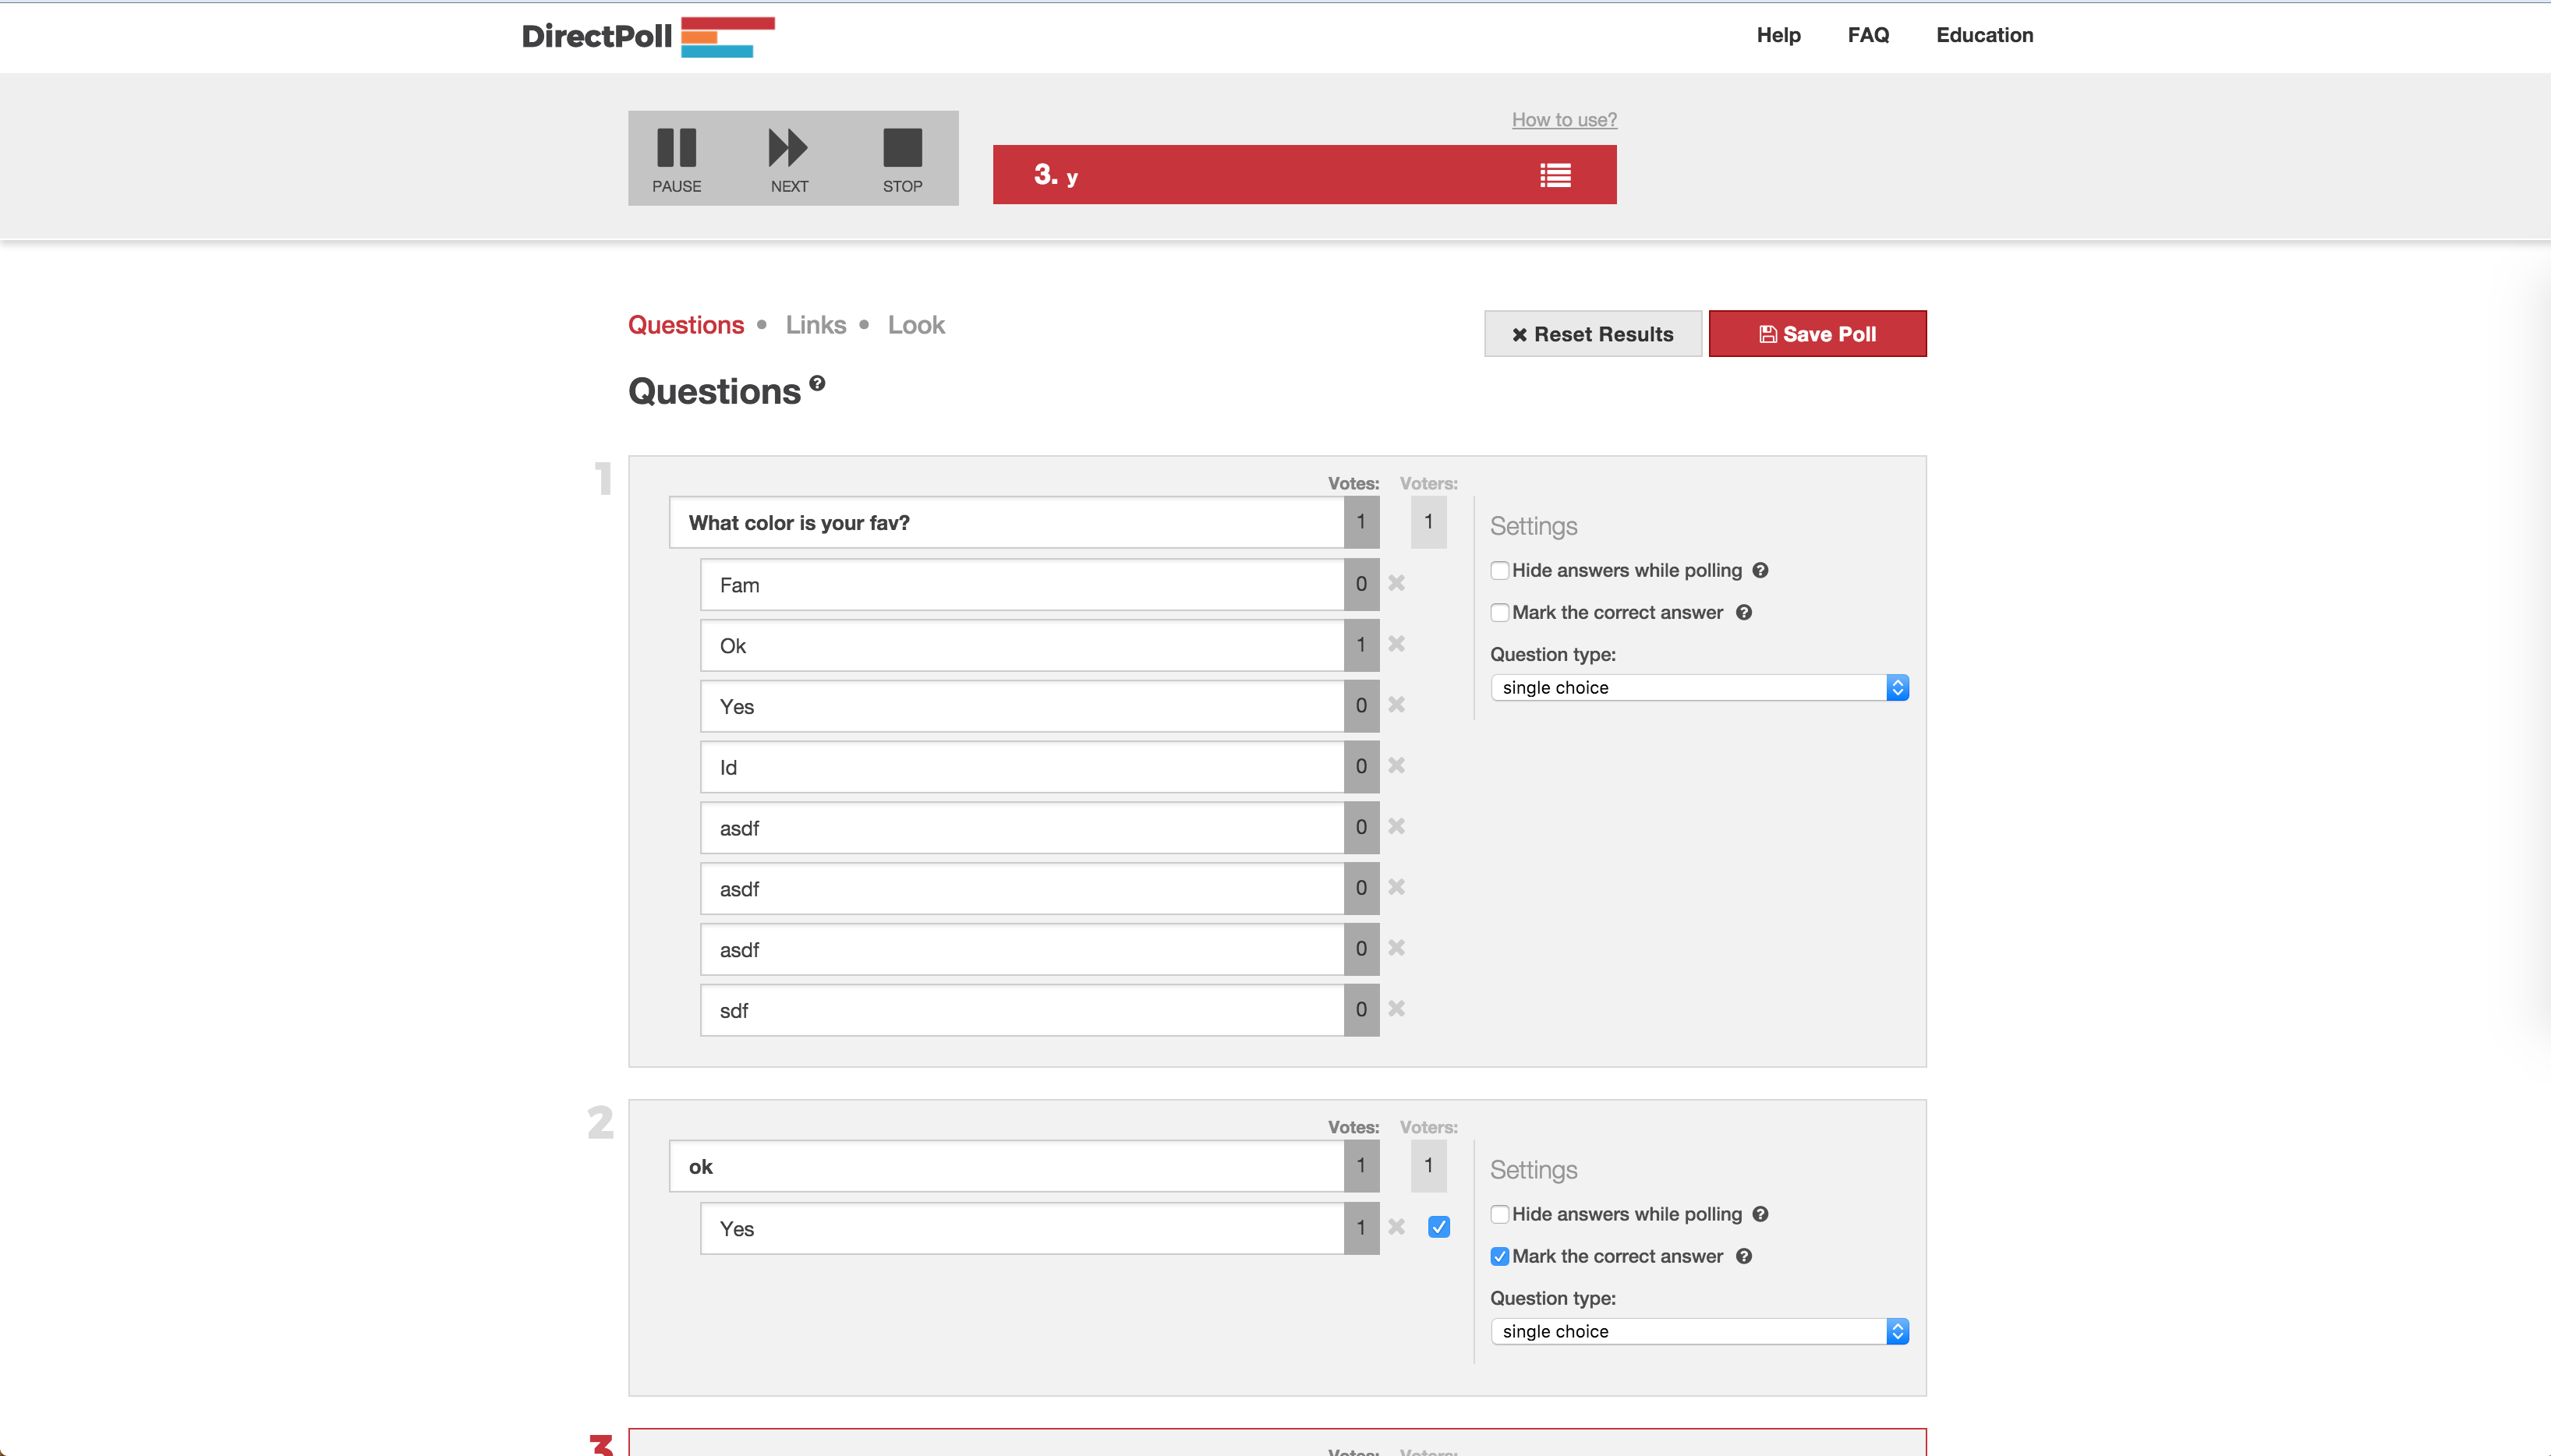 DirectPoll
Help FAQ Education
How to use?
PAUSE NEXT STOP
3. y
Questions • Links • Look
Reset Results Save Poll
Questions
1
Votes: Voters:
What color is your fav? 1 1
Settings
Fam 0
Hide answers while polling
Ok 1
Mark the correct answer
Question type:
Yes 0
single choice
Id 0
asdf 0
asdf 0
asdf 0
sdf 0
2
Votes: Voters:
ok 1 1
Settings
Yes 1
Hide answers while polling
Mark the correct answer
Question type:
single choice
3
Votes: Voters: